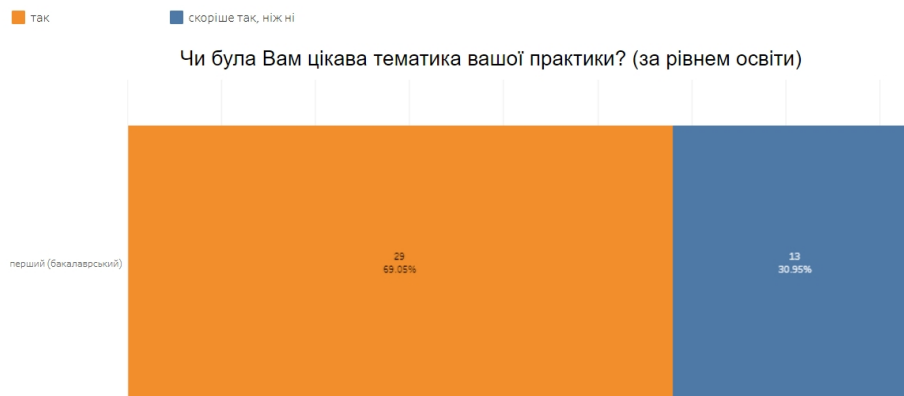 так
скоріше так, ніж ні
Чи була Вам цікава тематика вашої практики? (за рівнем освіти)
перший (бакалаврський)
29
69.05%
13
30.95%